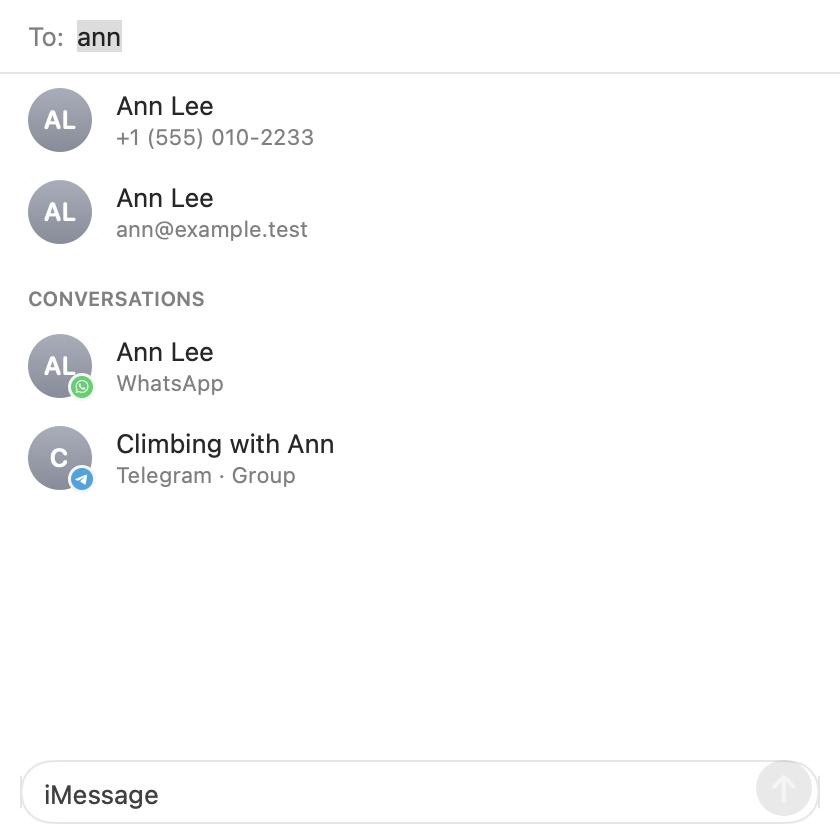 To: ann
AL
Ann Lee
+1 (555) 010-2233
AL
Ann Lee
ann@example.test
CONVERSATIONS
AL
Ann Lee
WhatsApp
C
Climbing with Ann
Telegram · Group
iMessage